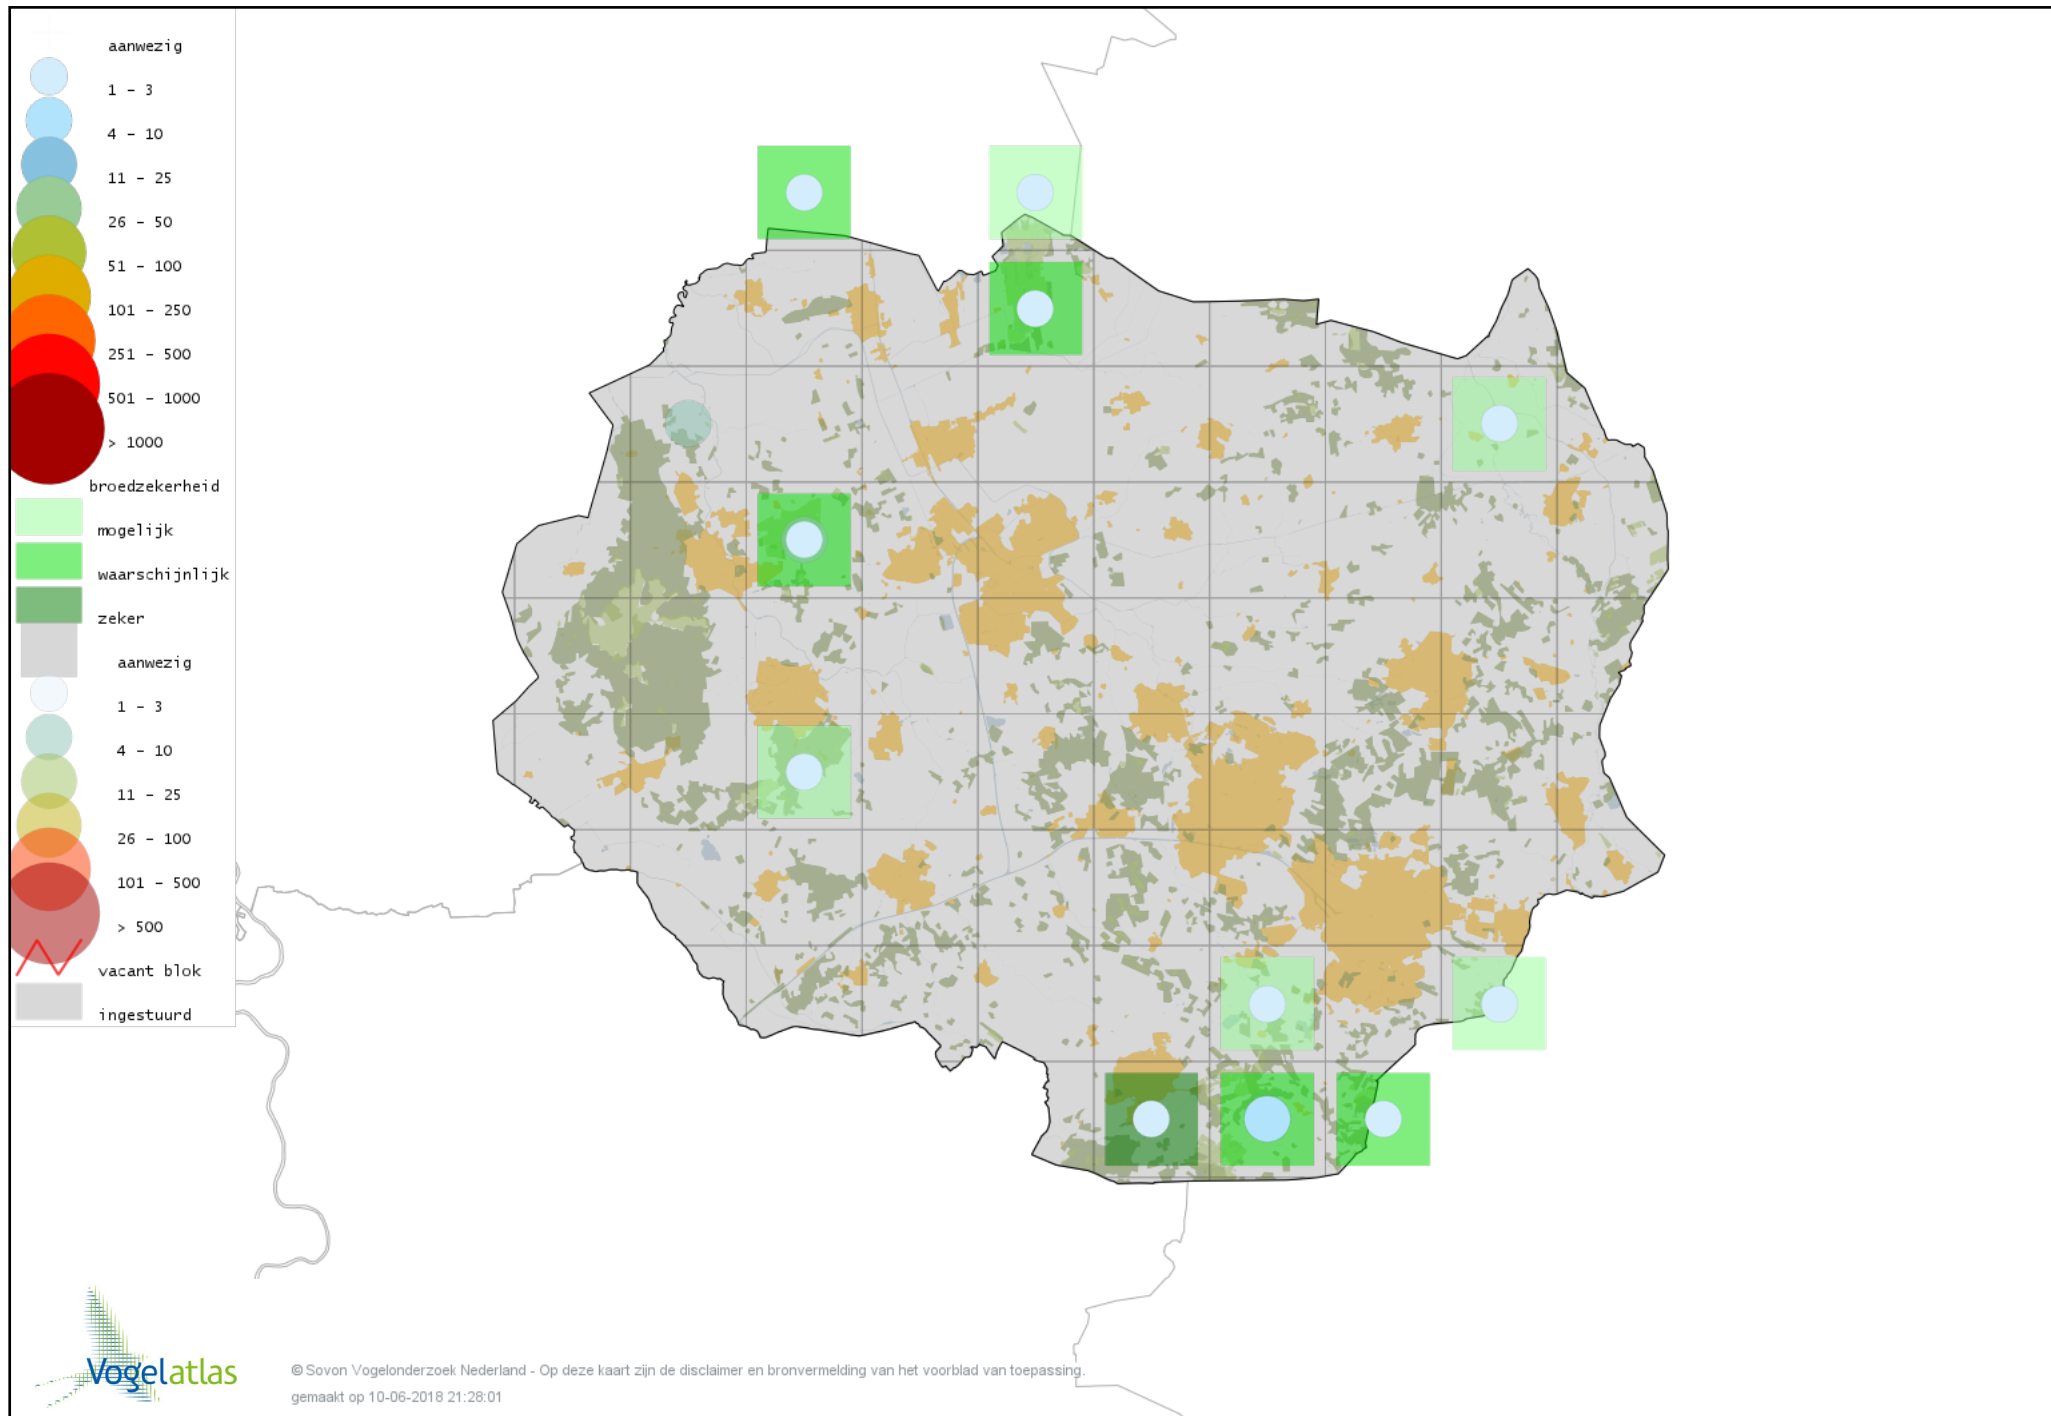 aanwezig
1 - 3
4 - 10
11 - 25
26 - 50
51 - 100
101 - 250
251 - 500
501 - 1000
> 1000
broedzekerheid
mogelijk
waarschijnlijk
zeker
aanwezig
1 - 3
4 - 10
11 - 25
26 - 100
101 - 500
> 500
vacant blok
ingestuurd
Vogelatlas
© Sovon Vogelonderzoek Nederland - Op deze kaart zijn de disclaimer en bronvermelding van het voorblad van toepassing.
gemaakt op 10-06-2018 21:28:01